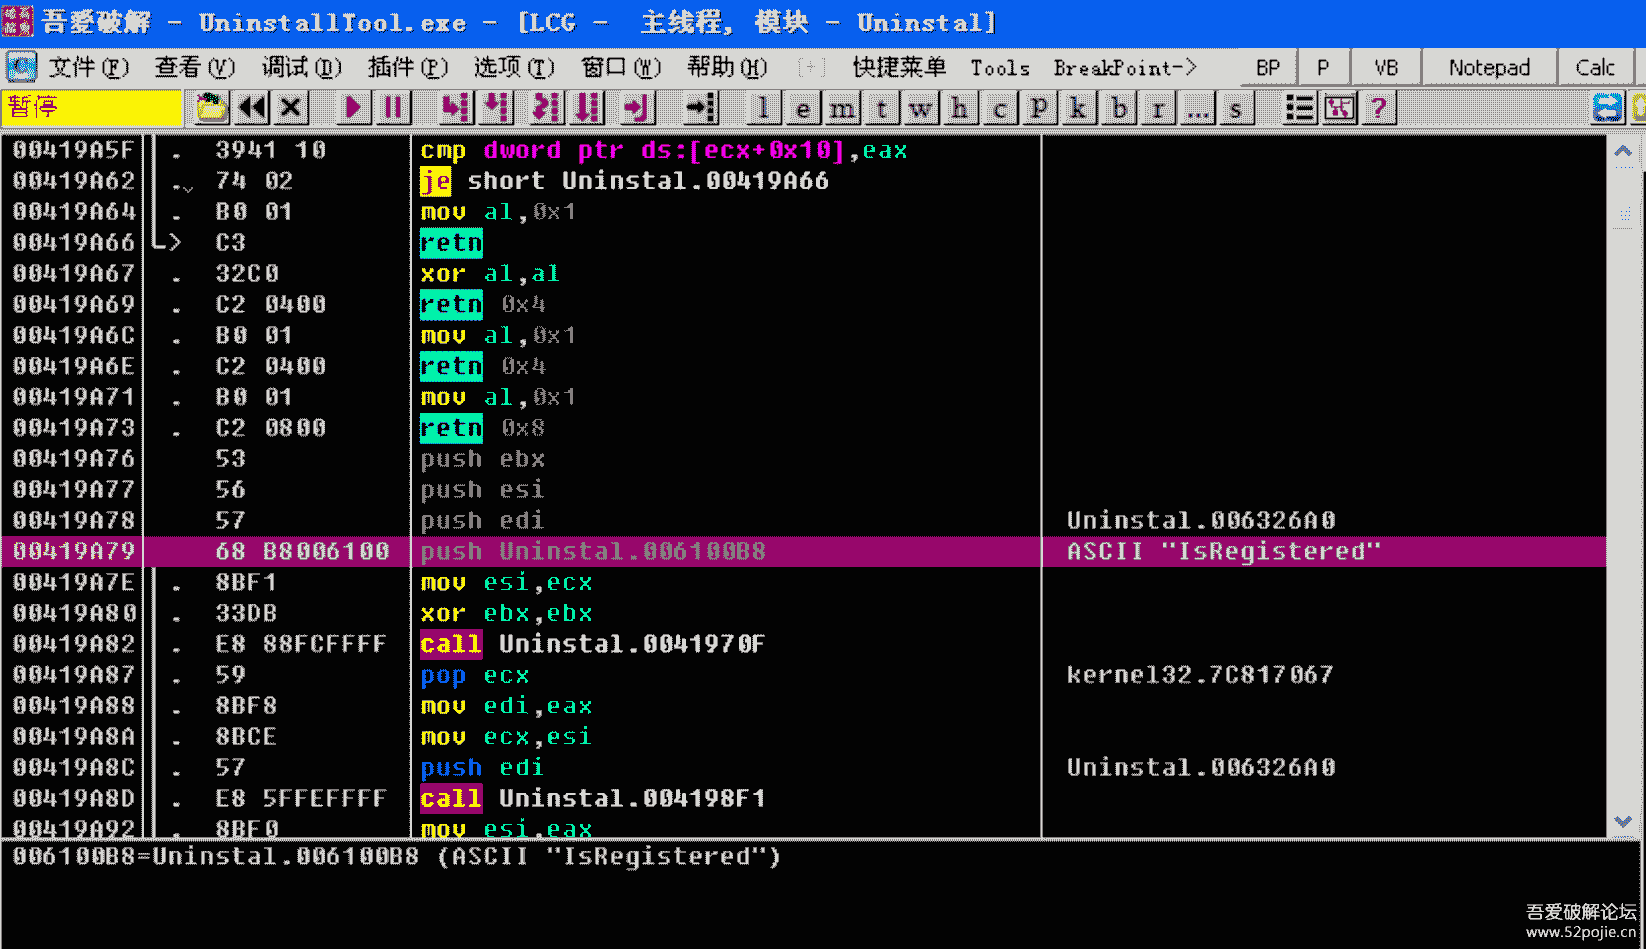 吾爱破解 - UninstallTool.exe - [LCG - 主线程, 模块 - Uninstal]
文件(F) 查看(V) 调试(D) 插件(P) 选项(T) 窗口(W) 帮助(H) [+] 快捷菜单 Tools BreakPoint-> BP P VB Notepad Calc
暂停 l e m t w h c P k b r ... s ?
00419A5F . 3941 10 cmp dword ptr ds:[ecx+0x10],eax
00419A62 . 74 02 je short Uninstal.00419A66
00419A64 . B0 01 mov al,0x1
00419A66 > C3 retn
00419A67 . 32C0 xor al,al
00419A69 . C2 0400 retn 0x4
00419A6C . B0 01 mov al,0x1
00419A6E . C2 0400 retn 0x4
00419A71 . B0 01 mov al,0x1
00419A73 . C2 0800 retn 0x8
00419A76 53 push ebx
00419A77 56 push esi
00419A78 57 push edi Uninstal.006326A0
00419A79 68 B8006100 push Uninstal.006100B8 ASCII "IsRegistered"
00419A7E . 8BF1 mov esi,ecx
00419A80 . 33DB xor ebx,ebx
00419A82 . E8 88FCFFFF call Uninstal.0041970F
00419A87 . 59 pop ecx kernel32.7C817067
00419A88 . 8BF8 mov edi,eax
00419A8A . 8BCE mov ecx,esi
00419A8C . 57 push edi Uninstal.006326A0
00419A8D . E8 5FFEFFFF call Uninstal.004198F1
00419A92 . 8BF0 mov esi,eax
006100B8=Uninstal.006100B8 (ASCII "IsRegistered")
吾爱破解论坛
www.52pojie.cn